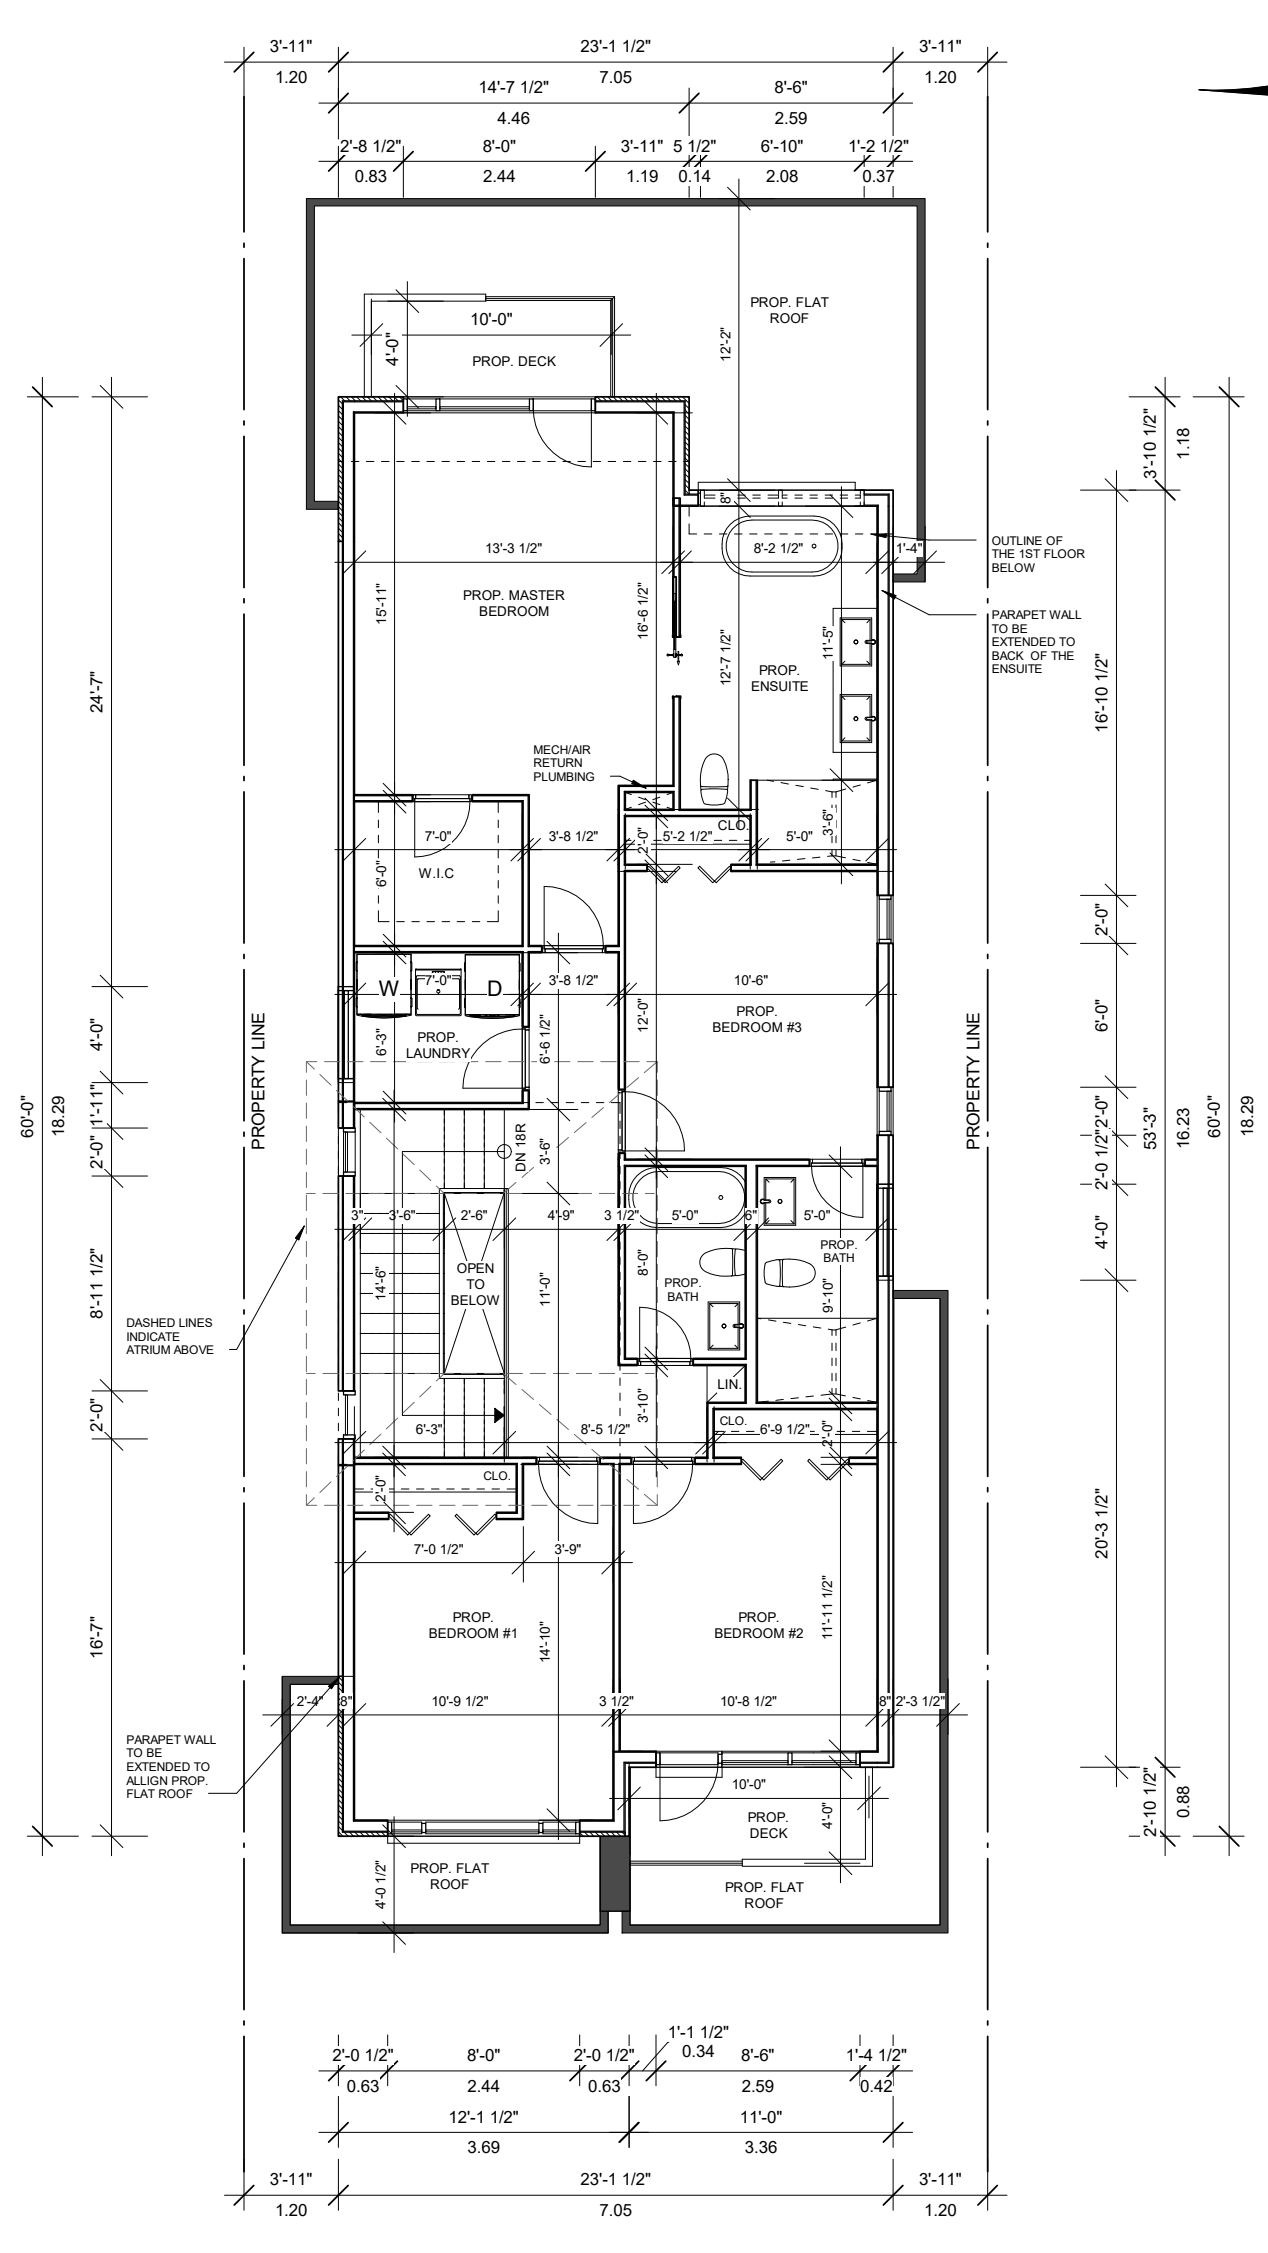 3'-11"
23'-1 1/2"
3'-11"
1.20
7.05
1.20
14'-7 1/2"
8'-6"
4.46
2.59
2'-8 1/2"
8'-0"
3'-11"
5 1/2"
6'-10"
1'-2 1/2"
0.83
2.44
1.19
0.14
2.08
0.37
PROP. FLAT
ROOF
10'-0"
4'-0"
12'-2"
PROP. DECK
3'-10 1/2"
1.18
8"
13'-3 1/2"
8'-2 1/2"
1'-4"
OUTLINE OF
THE 1ST FLOOR
BELOW
PROP. MASTER
BEDROOM
15'-11"
16'-6 1/2"
12'-7 1/2"
11'-5"
PARAPET WALL
TO BE
EXTENDED TO
BACK OF THE
ENSUITE
PROP.
ENSUITE
24'-7"
16'-10 1/2"
MECH/AIR
RETURN
PLUMBING
CLO.
7'-0"
3'-8 1/2"
2'-0"
5'-2 1/2"
5'-0"
3'-6"
W.I.C
6'-0"
2'-0"
W
7'-0"
D
3'-8 1/2"
10'-6"
PROP.
BEDROOM #3
12'-0"
6'-0"
PROP.
LAUNDRY
6'-3"
6'-6 1/2"
4'-0"
PROPERTY LINE
PROPERTY LINE
60'-0"
18.29
1'-11"
2'-0"
DN 18R
3'-6"
2'-0"
2'-0 1/2"
53'-3"
16.23
60'-0"
18.29
3"
3'-6"
2'-6"
4'-9"
3 1/2"
5'-0"
6"
5'-0"
4'-0"
PROP.
BATH
OPEN
TO
BELOW
14'-6"
11'-0"
8'-0"
PROP.
BATH
9'-10"
8'-11 1/2"
DASHED LINES
INDICATE
ATRIUM ABOVE
LIN.
2'-0"
3'-10"
6'-3"
8'-5 1/2"
CLO.
6'-9 1/2"
2'-0"
CLO.
2'-0"
7'-0 1/2"
3'-9"
20'-3 1/2"
PROP.
BEDROOM #1
PROP.
BEDROOM #2
14'-10"
11'-11 1/2"
16'-7"
2'-4"
8"
10'-9 1/2"
3 1/2"
10'-8 1/2"
8"
2'-3 1/2"
PARAPET WALL
TO BE
EXTENDED TO
ALLIGN PROP.
FLAT ROOF
10'-0"
PROP.
DECK
4'-0"
2'-10 1/2"
0.88
PROP. FLAT
ROOF
4'-0 1/2"
PROP. FLAT
ROOF
1'-1 1/2"
0.34
2'-0 1/2"
8'-0"
2'-0 1/2"
8'-6"
1'-4 1/2"
0.63
2.44
0.63
2.59
0.42
12'-1 1/2"
11'-0"
3.69
3.36
3'-11"
23'-1 1/2"
3'-11"
1.20
7.05
1.20